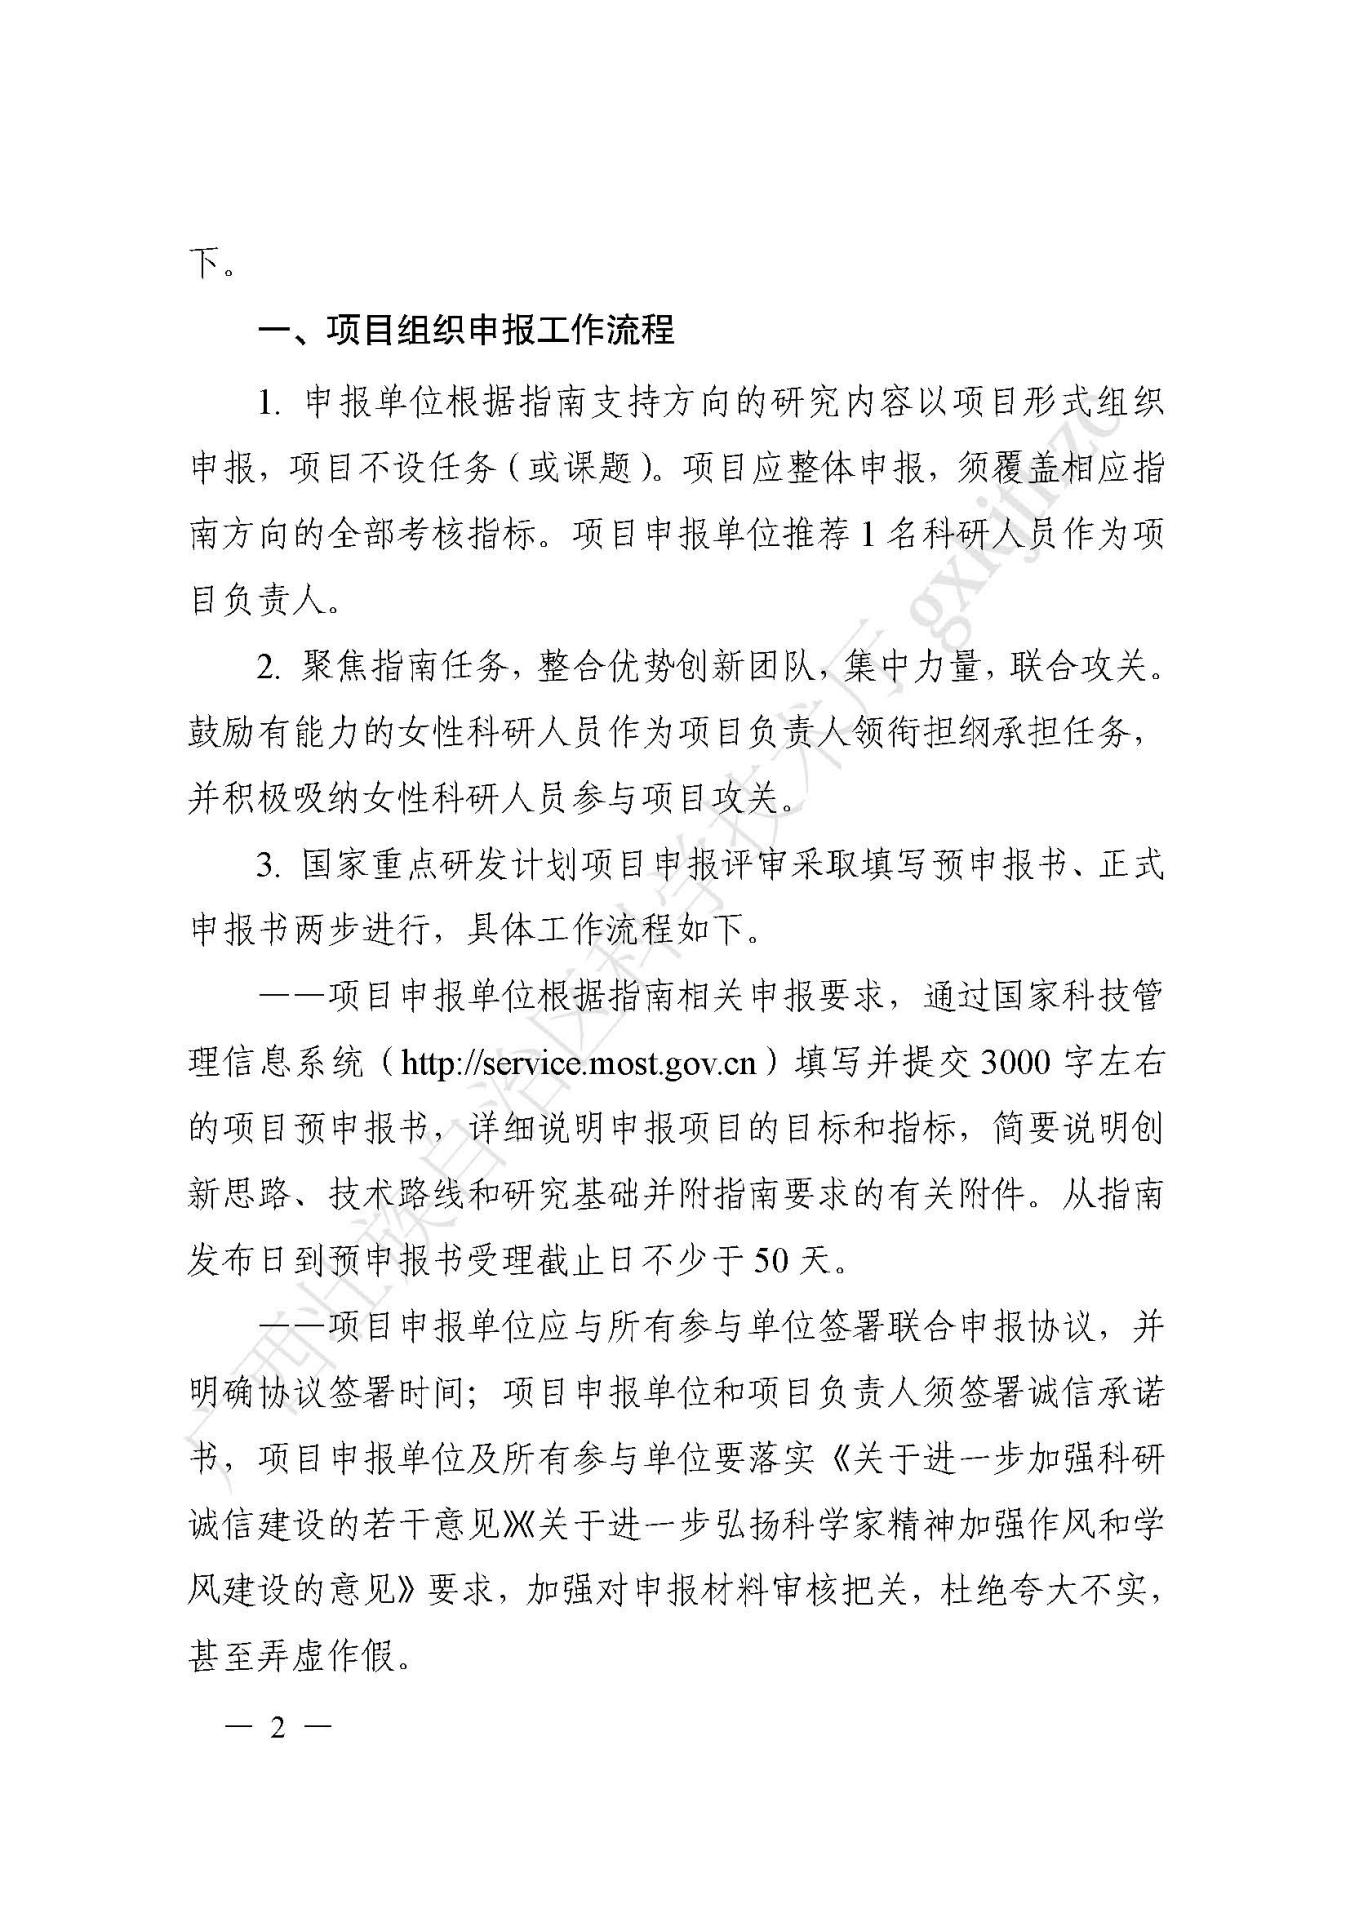 下。
一、项目组织申报工作流程
1. 申报单位根据指南支持方向的研究内容以项目形式组织
申报，项目不设任务（或课题）。项目应整体申报，须覆盖相应指
南方向的全部考核指标。项目申报单位推荐 1 名科研人员作为项
目负责人。
2. 聚焦指南任务，整合优势创新团队，集中力量，联合攻关。
鼓励有能力的女性科研人员作为项目负责人领衔担纲承担任务，
并积极吸纳女性科研人员参与项目攻关。
3. 国家重点研发计划项目申报评审采取填写预申报书、正式
申报书两步进行，具体工作流程如下。
——项目申报单位根据指南相关申报要求，通过国家科技管
理信息系统（http://service.most.gov.cn）填写并提交 3000 字左右
的项目预申报书，详细说明申报项目的目标和指标，简要说明创
新思路、技术路线和研究基础并附指南要求的有关附件。从指南
发布日到预申报书受理截止日不少于 50 天。
——项目申报单位应与所有参与单位签署联合申报协议，并
明确协议签署时间；项目申报单位和项目负责人须签署诚信承诺
书，项目申报单位及所有参与单位要落实《关于进一步加强科研
诚信建设的若干意见》《关于进一步弘扬科学家精神加强作风和学
风建设的意见》要求，加强对申报材料审核把关，杜绝夸大不实，
甚至弄虚作假。
— 2 —
广西壮族自治区科学技术厅